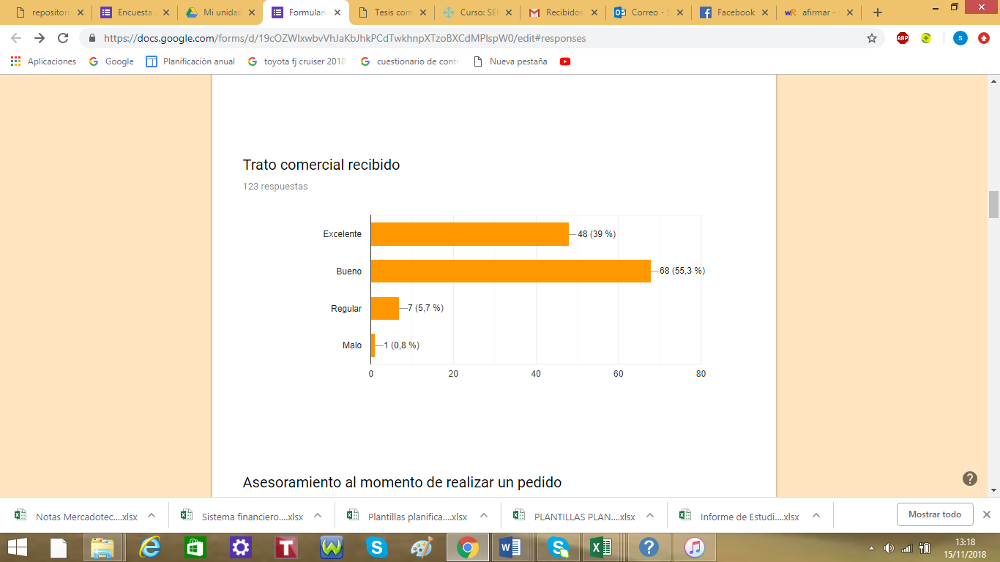 repositori
Encuesta
Mi unidad
Formulari
Tesis com
Curso: SE
Recibidos
Correo - S
Facebook
wR afirmar -
https://docs.google.com/forms/d/19cOZWIxwbvVhJaKbJhkPCdTwkhnpXTzoBXCdMPlspW0/edit#responses
ABP
S
Aplicaciones
Google
Planificaciòn anual
toyota fj cruiser 2018
cuestionario de cont
Nueva pestaña
Trato comercial recibido
123 respuestas
Excelente
48 (39 %)
Bueno
68 (55,3 %)
Regular
7 (5,7 %)
Malo
1 (0,8 %)
0 20 40 60 80
Asesoramiento al momento de realizar un pedido
Notas Mercadotec....xlsx
Sistema financiero....xlsx
Plantillas planifica....xlsx
PLANTILLAS PLAN....xlsx
Informe de Estudi....xlsx
Mostrar todo
13:18
15/11/2018